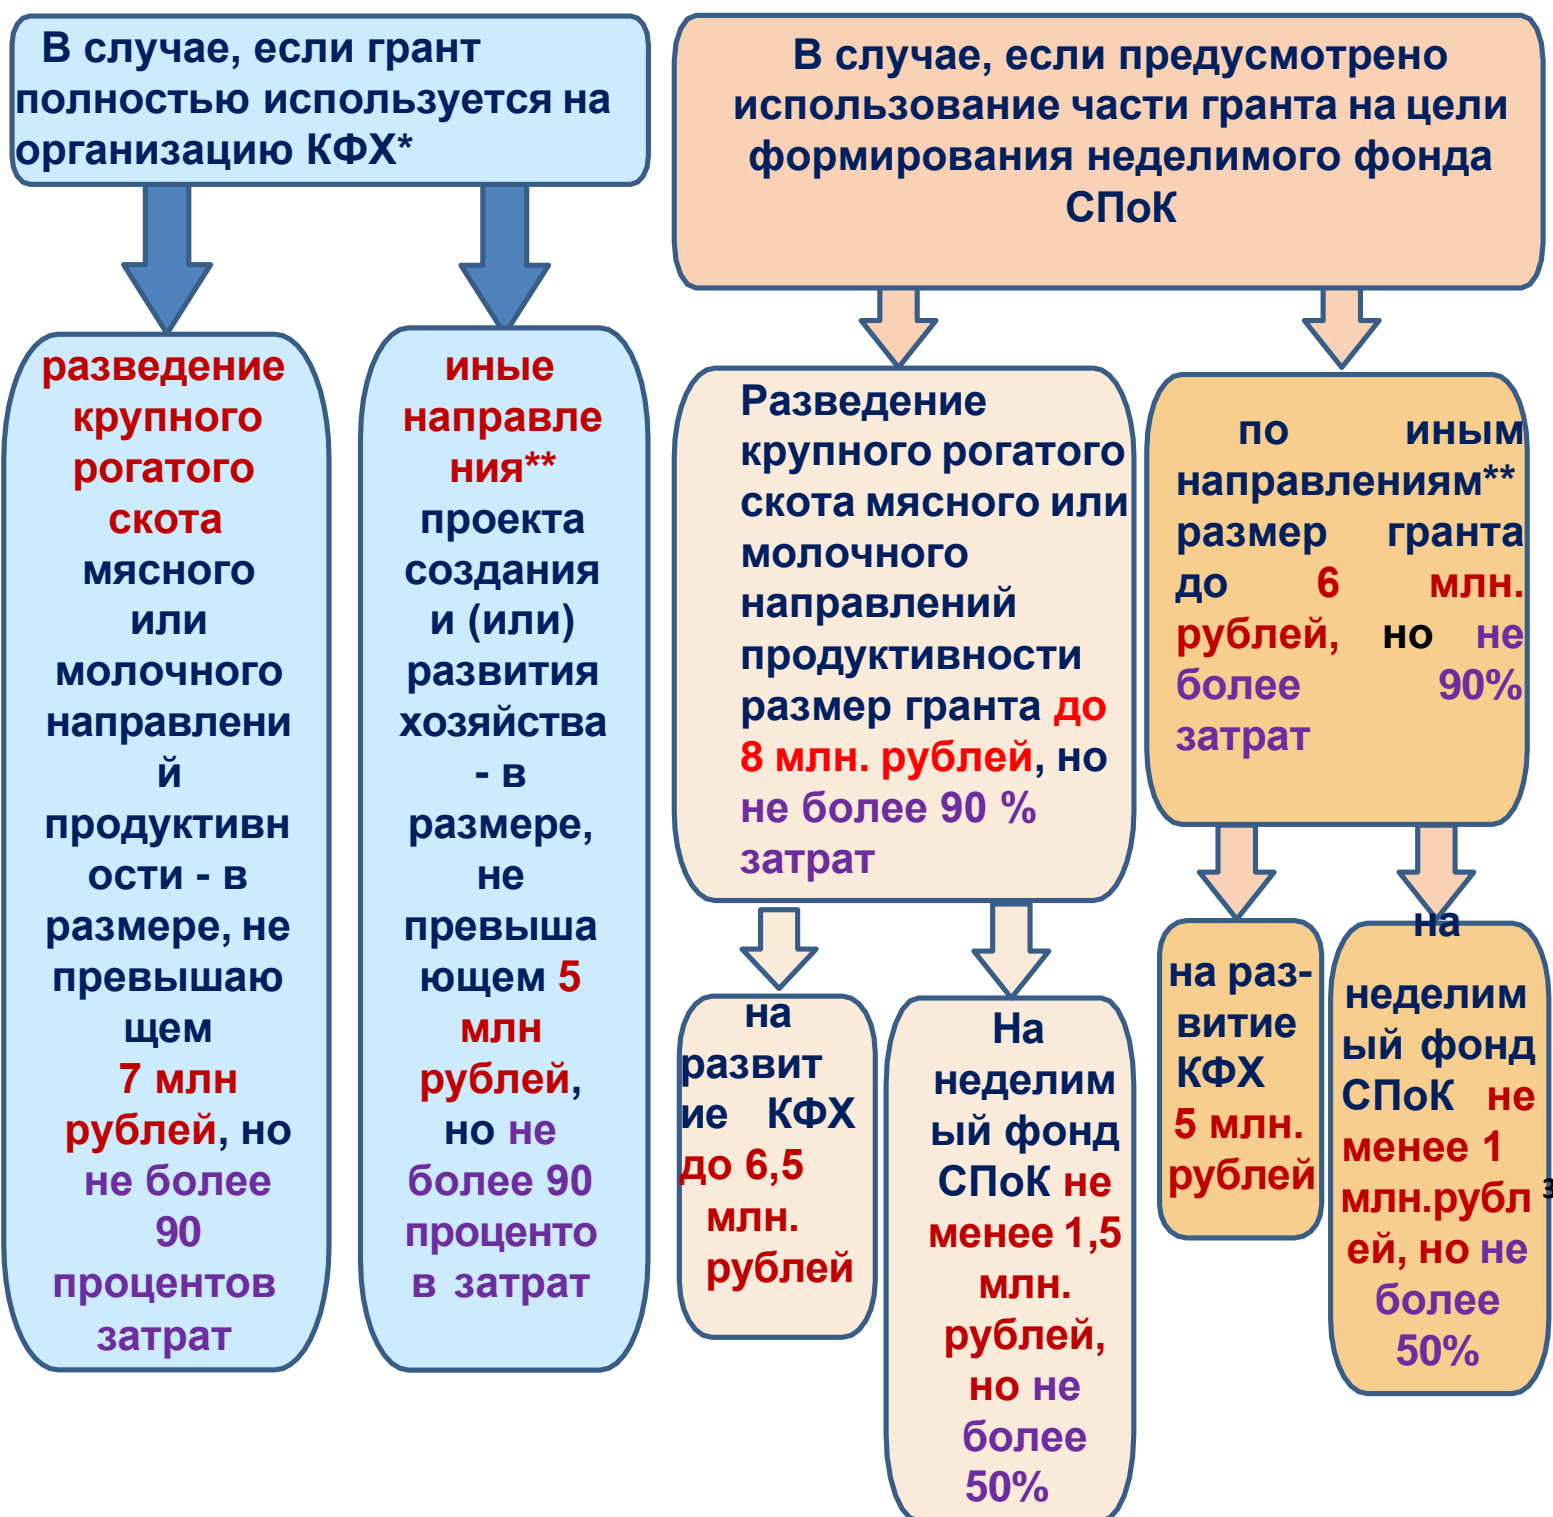 В случае, если грант
полностью используется на
организацию КФХ*
В случае, если предусмотрено
использование части гранта на цели
формирования неделимого фонда
СПоК
разведение
крупного
рогатого
скота
мясного
или
молочного
направлени
й
продуктивн
ости - в
размере, не
превышаю
щем
7 млн
рублей, но
не более
90
процентов
затрат
иные
направле
ния**
проекта
создания
и (или)
развития
хозяйства
- в
размере,
не
превыша
ющем 5
млн
рублей,
но не
более 90
проценто
в затрат
Разведение
крупного рогатого
скота мясного или
молочного
направлений
продуктивности
размер гранта до
8 млн. рублей, но
не более 90 %
затрат
по иным
направлениям**
размер гранта
до 6 млн.
рублей, но не
более 90%
затрат
на
развит
ие КФХ
до 6,5
млн.
рублей
На
неделим
ый фонд
СПоК не
менее 1,5
млн.
рублей,
но не
более
50%
на раз-
витие
КФХ
5 млн.
рублей
на
неделим
ый фонд
СПоК не
менее 1
млн.рубл
ей, но не
более
50%
3